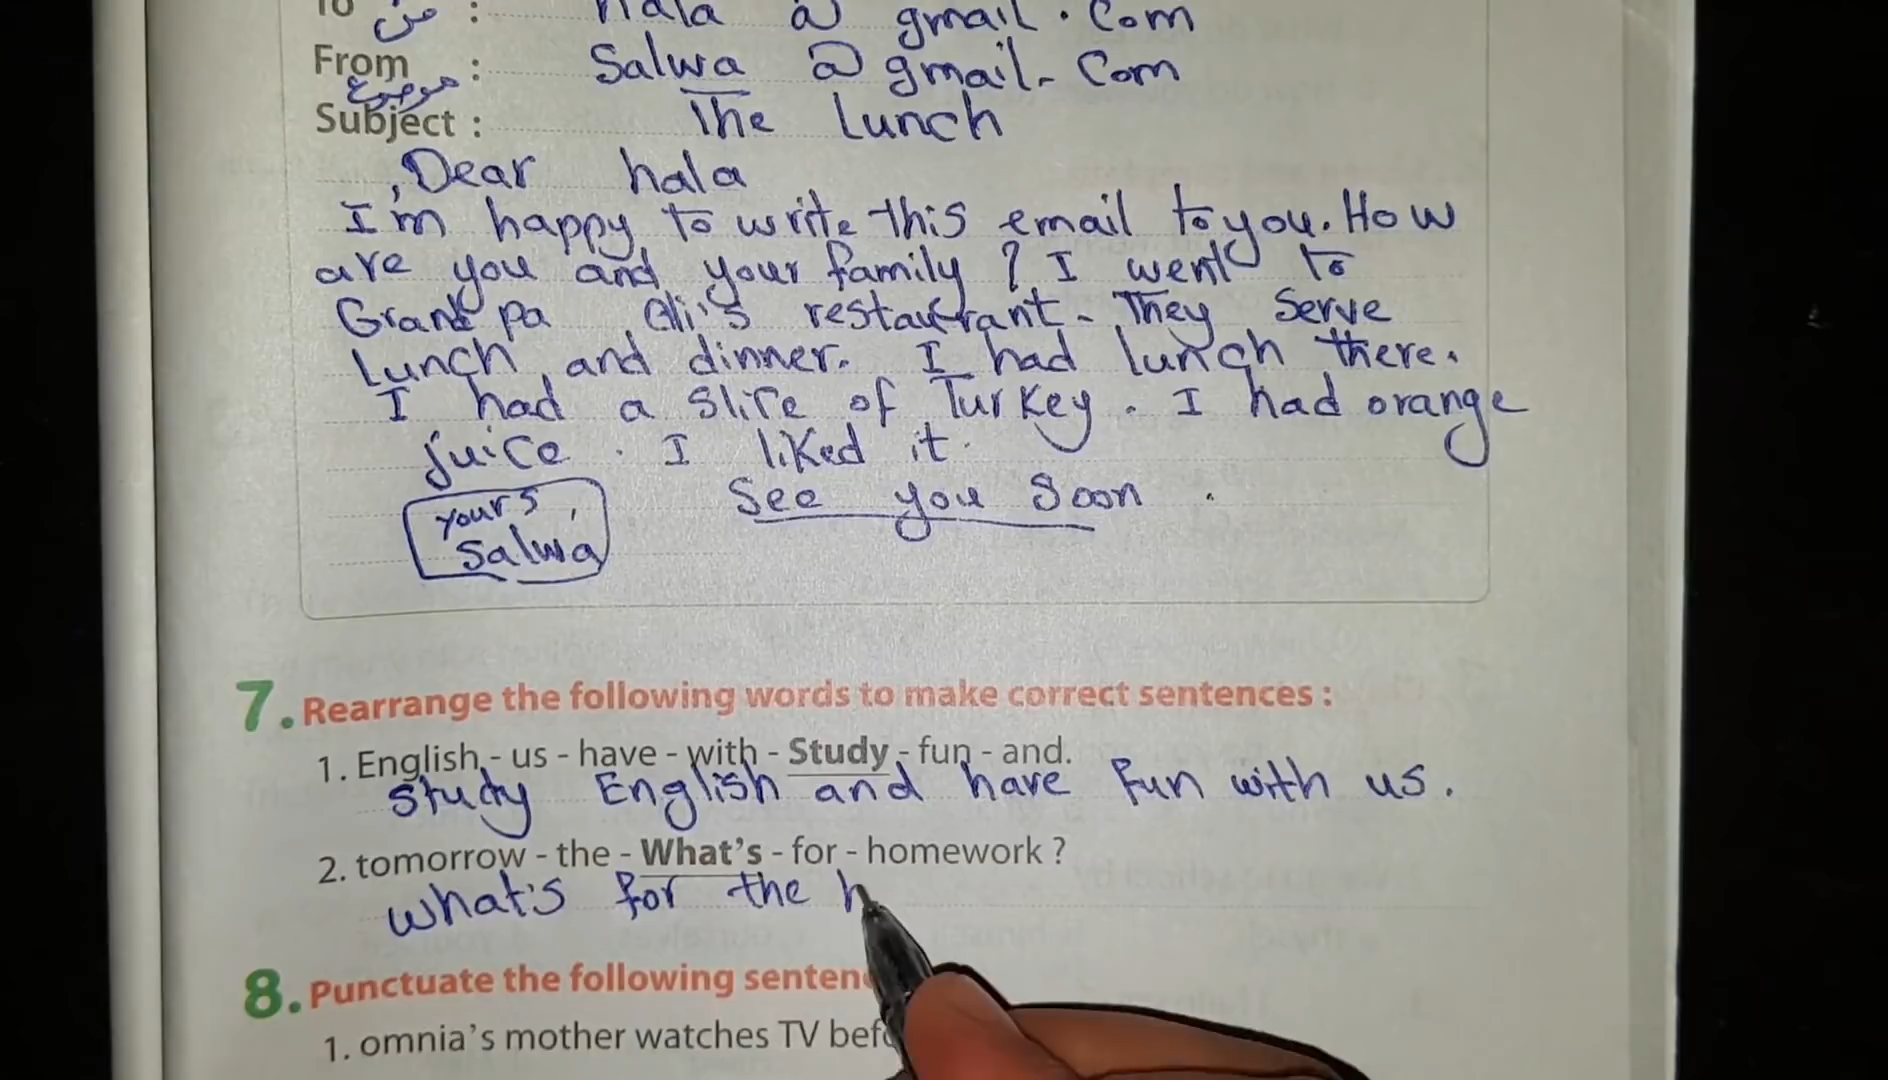 To من : hala @ gmail.com
From : Salwa @ gmail.com
موضوع
Subject : The Lunch
Dear hala,
I'm happy to write this email to you. How
are you and your family ? I went to
Grandpa Ali's restaurant. They serve
Lunch and dinner. I had lunch there.
I had a slice of Turkey. I had orange
juice. I liked it.
See you Soon.
yours,
Salwa
7. Rearrange the following words to make correct sentences :
1. English - us - have - with - Study - fun - and.
study English and have fun with us.
2. tomorrow - the - What's - for - homework ?
what's for the h
8. Punctuate the following senten
1. omnia's mother watches TV bef